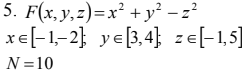 5. F(x,y,z)=x² + y² − z²
x∈[−1,−2]; y∈[3,4]; z∈[−1,5]
N=10